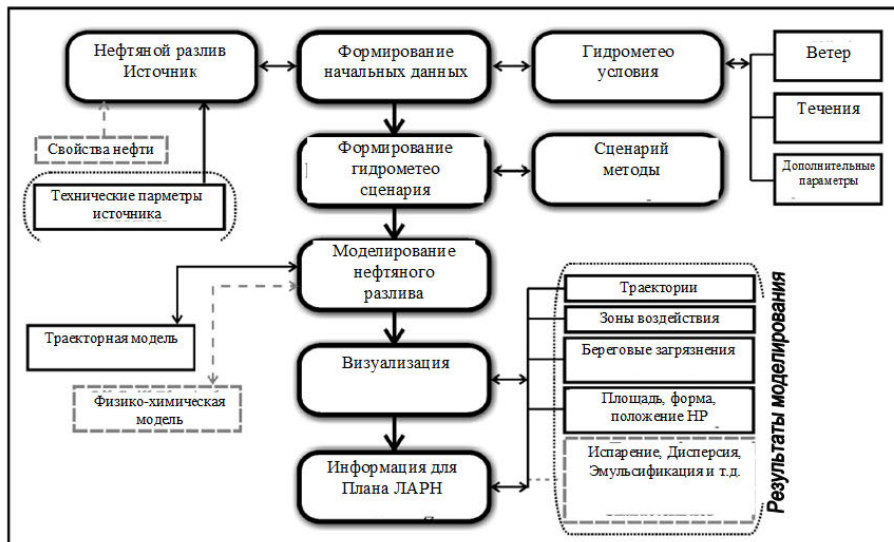 Нефтяной разлив
Источник
Формирование
начальных данных
Гидрометео
условия
Ветер
Течения
Дополнительные
параметры
Свойства нефти
Технические парметры
источника
Формирование
гидрометео
сценария
Сценарий
методы
Моделирование
нефтяного
разлива
Траекторная модель
Физико-химическая
модель
Визуализация
Информация для
Плана ЛАРН
Траектории
Зоны воздействия
Береговые загрязнения
Площадь, форма,
положение НР
Испарение, Дисперсия,
Эмульсификация и т.д.
Результаты моделирования